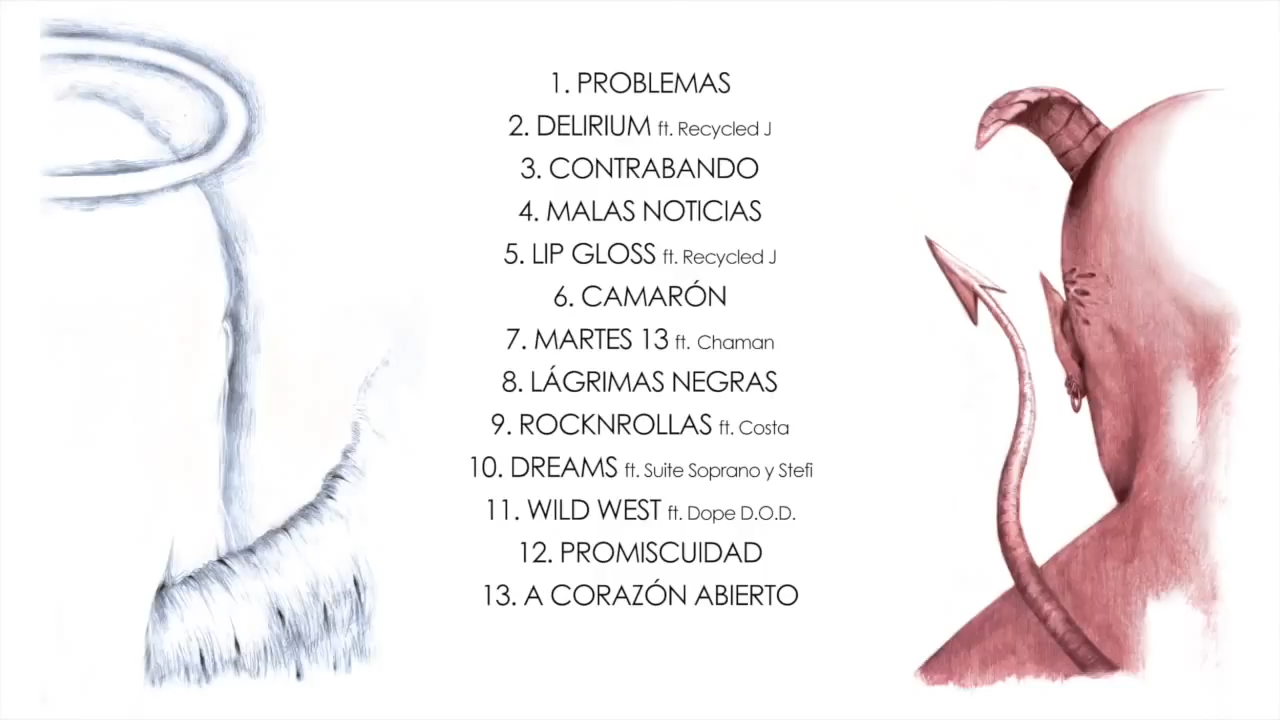 1. PROBLEMAS
2. DELIRIUM ft. Recycled J
3. CONTRABANDO
4. MALAS NOTICIAS
5. LIP GLOSS ft. Recycled J
6. CAMARÓN
7. MARTES 13 ft. Chaman
8. LÁGRIMAS NEGRAS
9. ROCKNROLLAS ft. Costa
10. DREAMS ft. Suite Soprano y Stefi
11. WILD WEST ft. Dope D.O.D.
12. PROMISCUIDAD
13. A CORAZÓN ABIERTO